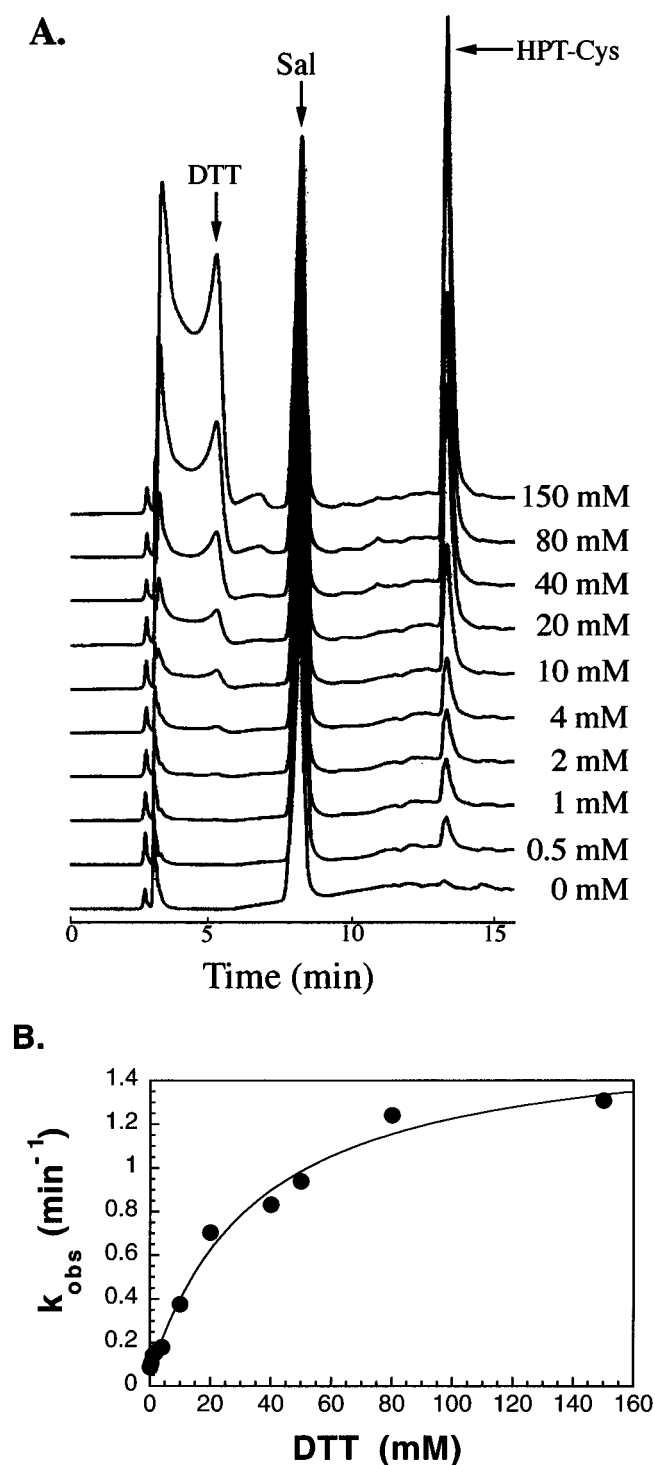 A.
HPT-Cys
Sal
DTT
150 mM
80 mM
40 mM
20 mM
10 mM
4 mM
2 mM
1 mM
0.5 mM
0 mM
0 5 10 15
Time (min)
B.
1.4
1.2
1
0.8
0.6
0.4
0.2
0
k obs (min⁻¹)
0 20 40 60 80 100 120 140 160
DTT (mM)